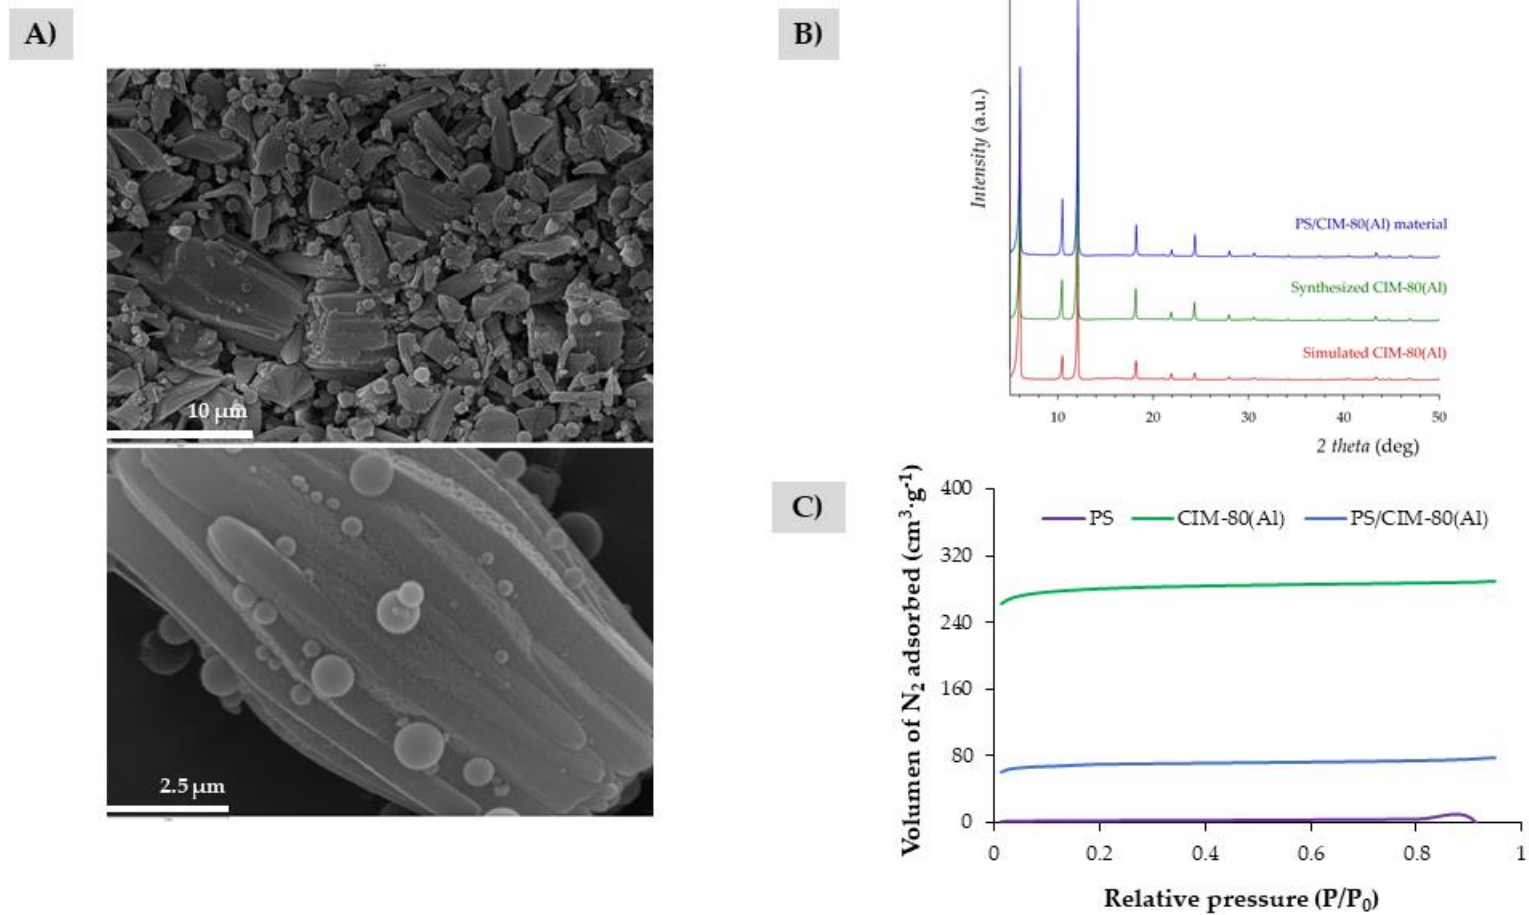 A)
10 µm
2.5 µm
B)
Intensity (a.u.)
PS/CIM-80(Al) material
Synthesized CIM-80(Al)
Simulated CIM-80(Al)
10 20 30 40 50
2 theta (deg)
C)
Volumen of N₂ adsorbed (cm³·g⁻¹)
PS CIM-80(Al) PS/CIM-80(Al)
400
320
240
160
80
0
0 0.2 0.4 0.6 0.8 1
Relative pressure (P/P₀)